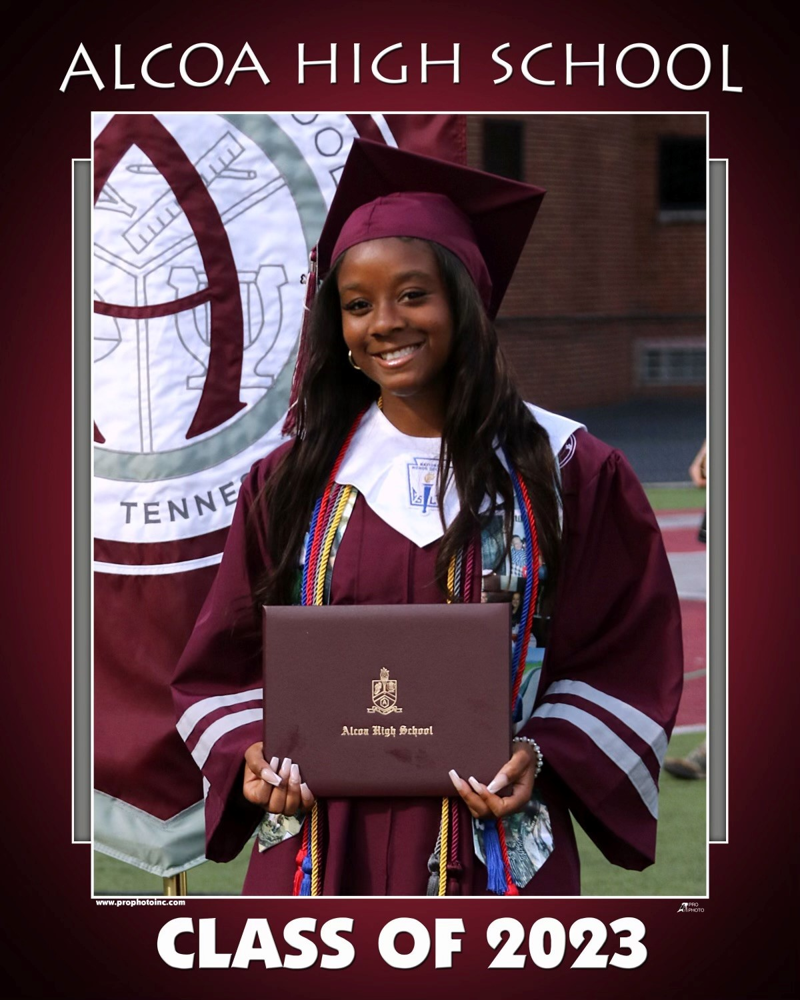 ALCOA HIGH SCHOOL
TENNES
Alcoa High School
www.prophotoinc.com
PRO
PHOTO
CLASS OF 2023